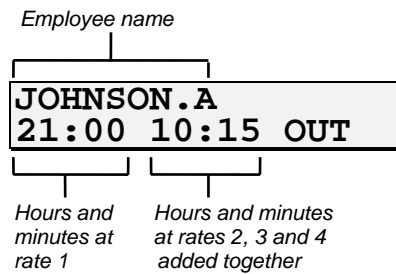 Employee name
JOHNSON.A
21:00 10:15 OUT
Hours and minutes at rate 1
Hours and minutes at rates 2, 3 and 4 added together